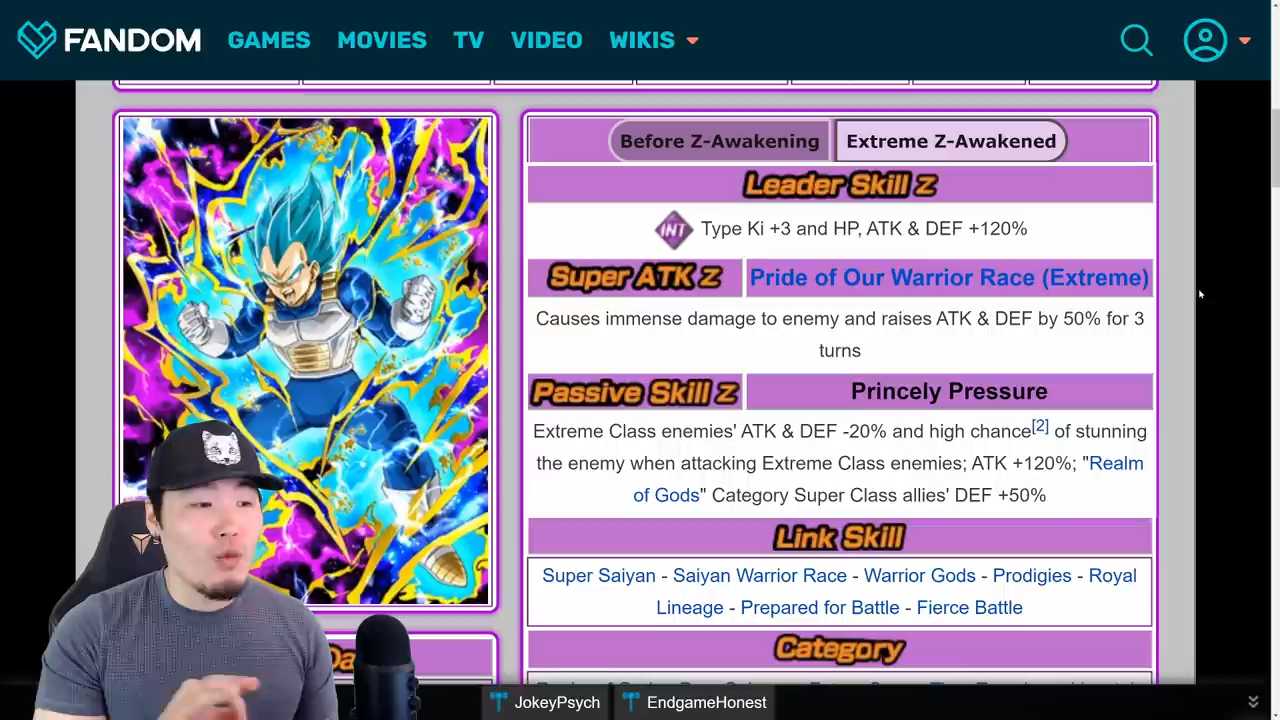 FANDOM GAMES MOVIES TV VIDEO WIKIS
Before Z-Awakening Extreme Z-Awakened
Leader Skill Z
INT Type Ki +3 and HP, ATK & DEF +120%
Super ATK Z Pride of Our Warrior Race (Extreme)
Causes immense damage to enemy and raises ATK & DEF by 50% for 3
turns
Passive Skill Z Princely Pressure
Extreme Class enemies' ATK & DEF -20% and high chance[2] of stunning
the enemy when attacking Extreme Class enemies; ATK +120%; "Realm
of Gods" Category Super Class allies' DEF +50%
Link Skill
Super Saiyan - Saiyan Warrior Race - Warrior Gods - Prodigies - Royal
Lineage - Prepared for Battle - Fierce Battle
Category
JokeyPsych EndgameHonest